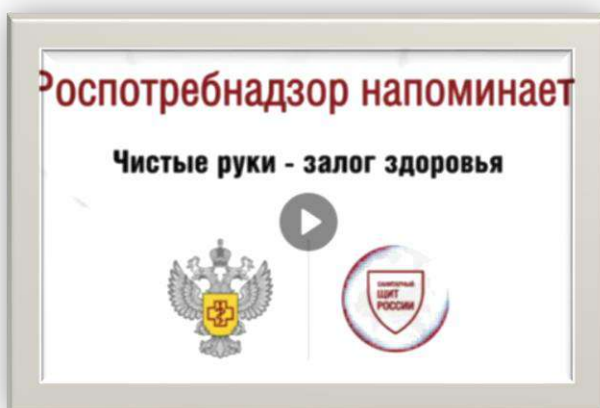 Роспотребнадзор напоминает
Чистые руки - залог здоровья
САНИТАРНЫЙ
ЩИТ
РОССИИ